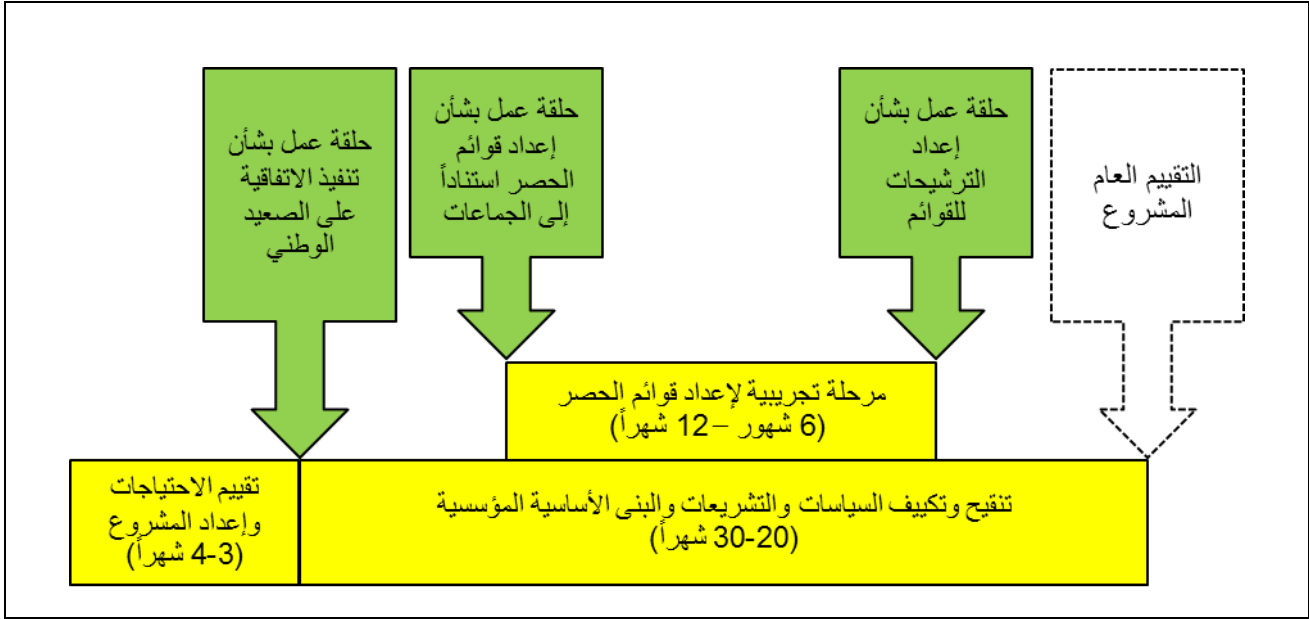 حلقة عمل بشأن
تنفيذ الاتفاقية
على الصعيد
الوطني
حلقة عمل بشأن
إعداد قوائم
الحصر استناداً
إلى الجماعات
حلقة عمل بشأن
إعداد
الترشيحات
للقوائم
التقييم العام
المشروع
مرحلة تجريبية لإعداد قوائم الحصر
(6 شهور – 12 شهراً)
تقييم الاحتياجات
وإعداد المشروع
(3-4 شهراً)
تنقيح وتكييف السياسات والتشريعات والبنى الأساسية المؤسسية
(20-30 شهراً)